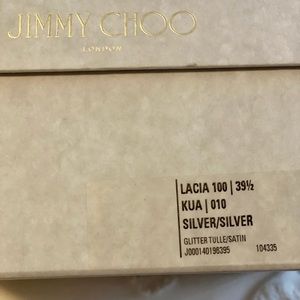 JIMMY CHOO
LONDON
LACIA 100 | 39½
KUA | 010
SILVER/SILVER
GLITTER TULLE/SATIN
J000140196395 104335